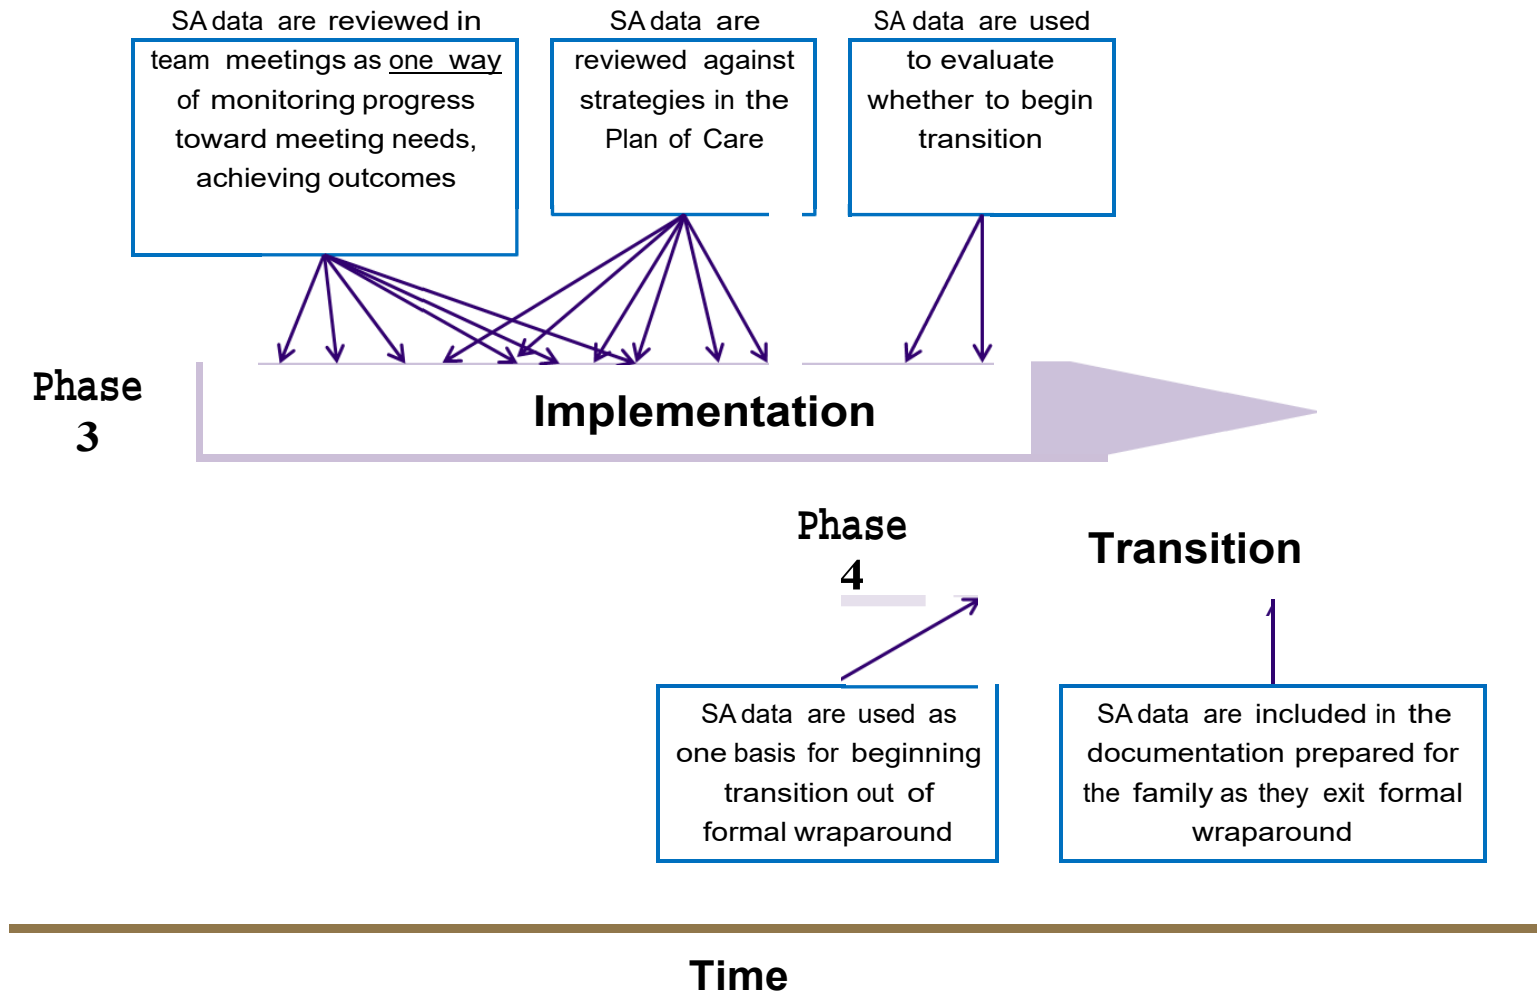 SA data are reviewed in
team meetings as one way
of monitoring progress
toward meeting needs,
achieving outcomes
SA data are
reviewed against
strategies in the
Plan of Care
SA data are used
to evaluate
whether to begin
transition
Phase
3
Implementation
Phase
4
Transition
SA data are used as
one basis for beginning
transition out of
formal wraparound
SA data are included in the
documentation prepared for
the family as they exit formal
wraparound
Time